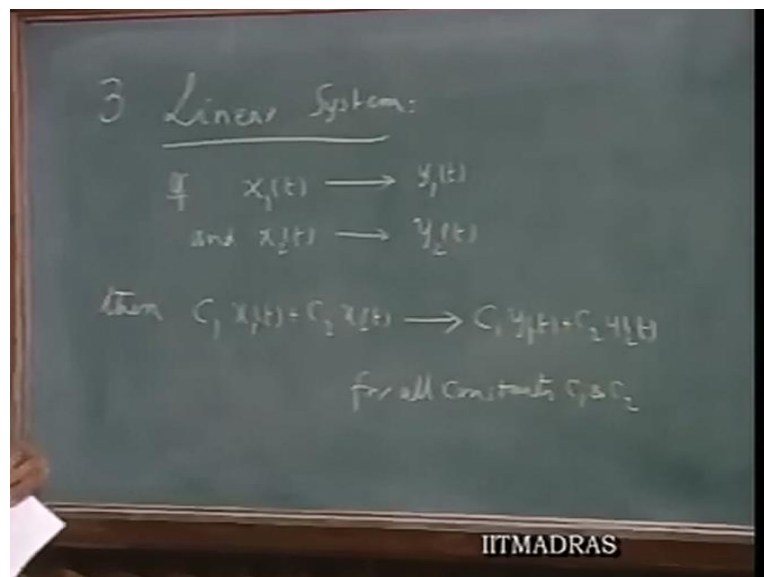 3 Linear System:
If x₁(t) ⟶ y₁(t)
and x₂(t) ⟶ y₂(t)
then C₁ x₁(t) + C₂ x₂(t) ⟶ C₁ y₁(t) + C₂ y₂(t)
for all constants C₁ & C₂
IITMADRAS